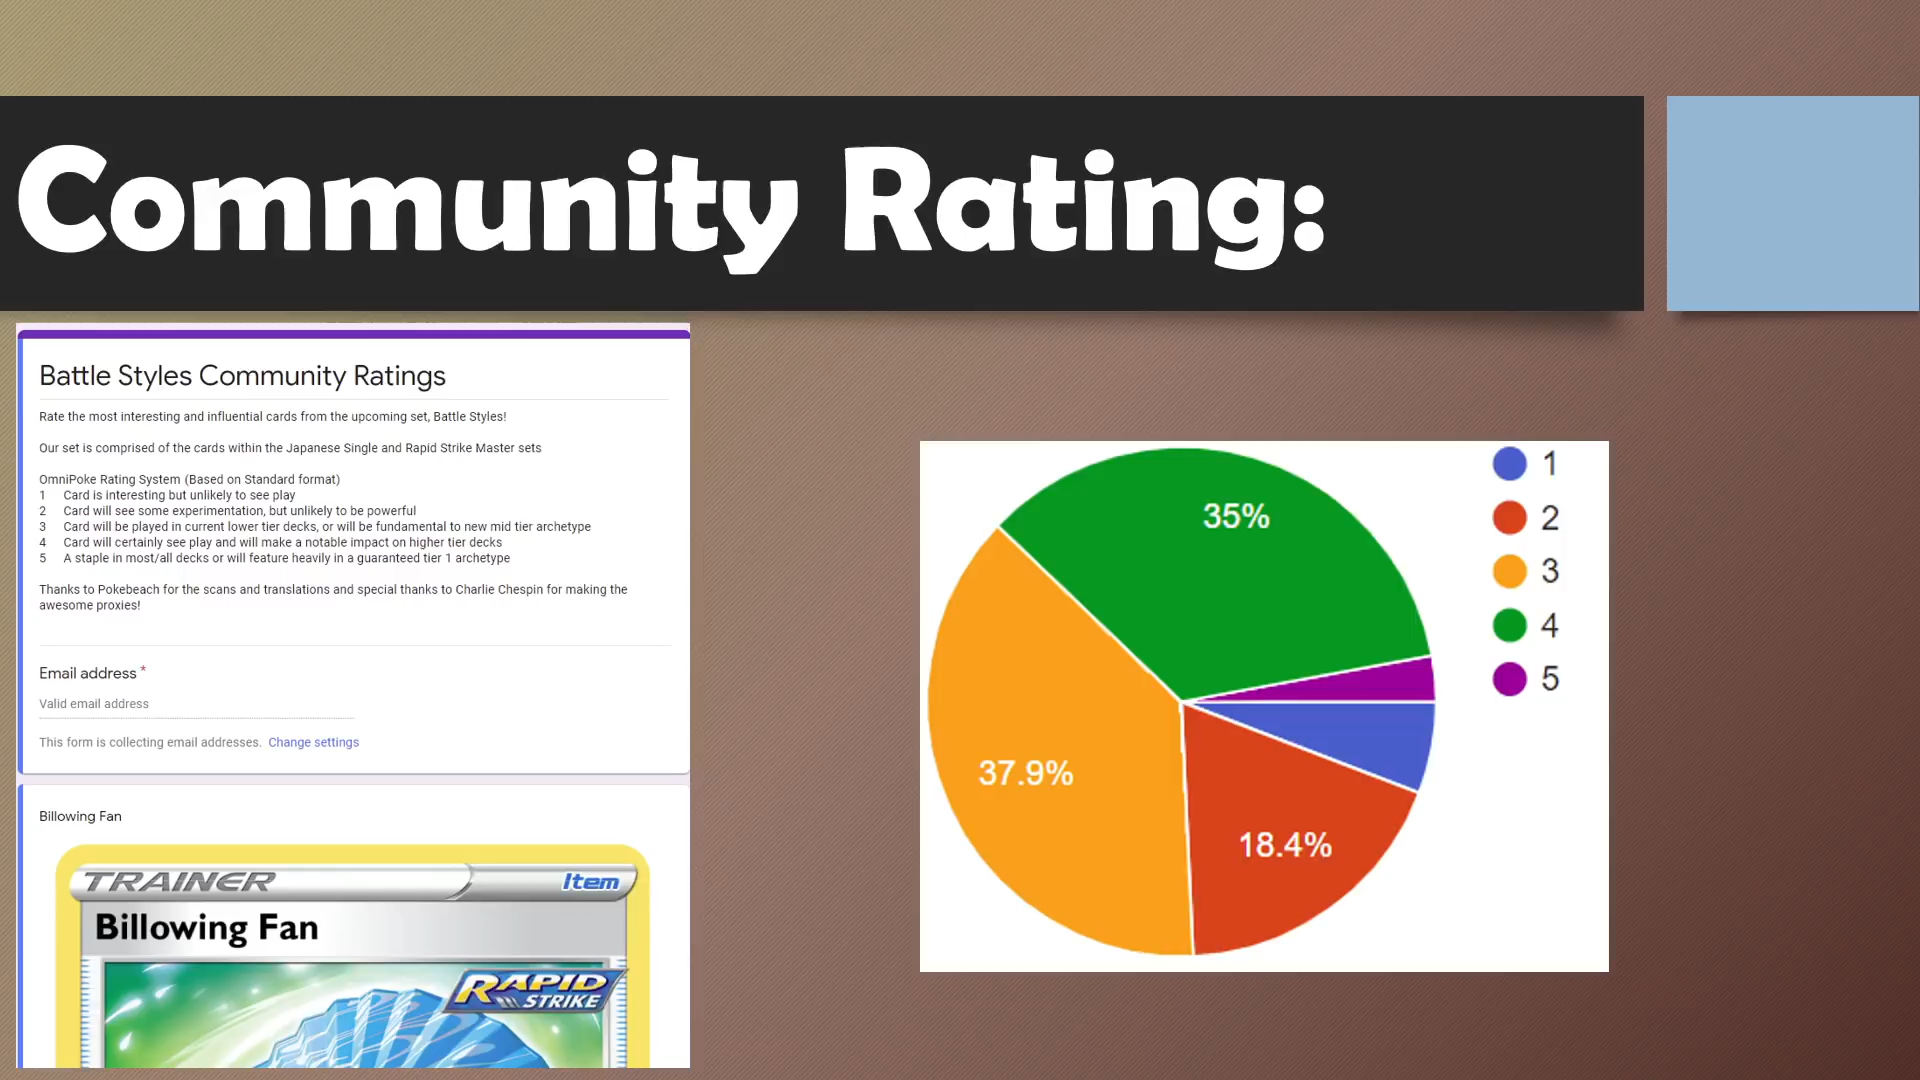 Community Rating:
Battle Styles Community Ratings
Rate the most interesting and influential cards from the upcoming set, Battle Styles!
Our set is comprised of the cards within the Japanese Single and Rapid Strike Master sets
OmniPoke Rating System (Based on Standard format)
1 Card is interesting but unlikely to see play
2 Card will see some experimentation, but unlikely to be powerful
3 Card will be played in current lower tier decks, or will be fundamental to new mid tier archetype
4 Card will certainly see play and will make a notable impact on higher tier decks
5 A staple in most/all decks or will feature heavily in a guaranteed tier 1 archetype
Thanks to Pokebeach for the scans and translations and special thanks to Charlie Chespin for making the
awesome proxies!
Email address *
Valid email address
This form is collecting email addresses. Change settings
Billowing Fan
TRAINER Item
Billowing Fan
RAPID
STRIKE
35%
37.9%
18.4%
1
2
3
4
5